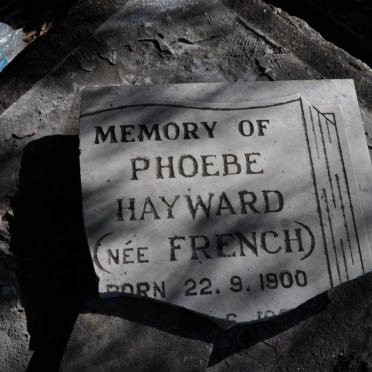 MEMORY OF
PHOEBE
HAYWARD
(NÉE FRENCH)
BORN 22. 9. 1900